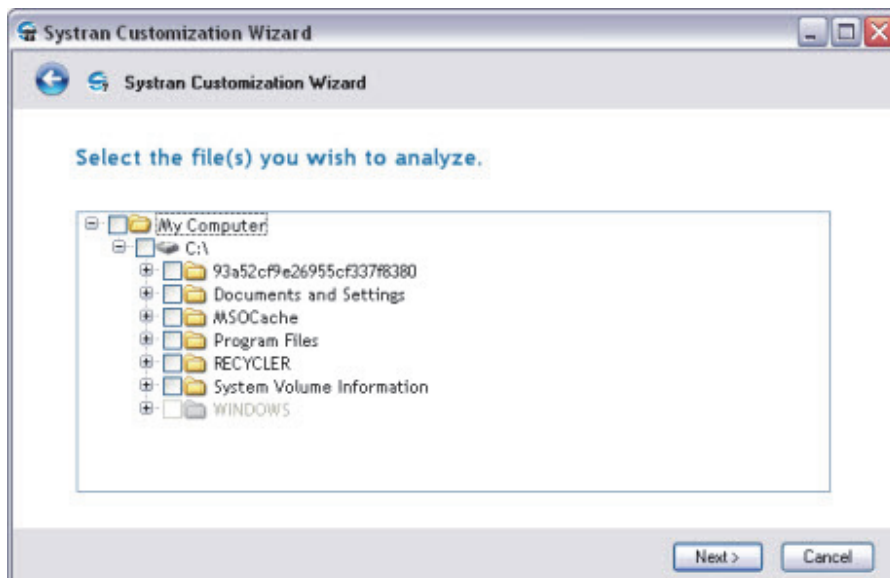 Systran Customization Wizard
Systran Customization Wizard
Select the file(s) you wish to analyze.
My Computer
C:\
93a52cf9e26955cf337f8380
Documents and Settings
MSOCache
Program Files
RECYCLER
System Volume Information
WINDOWS
Next > Cancel